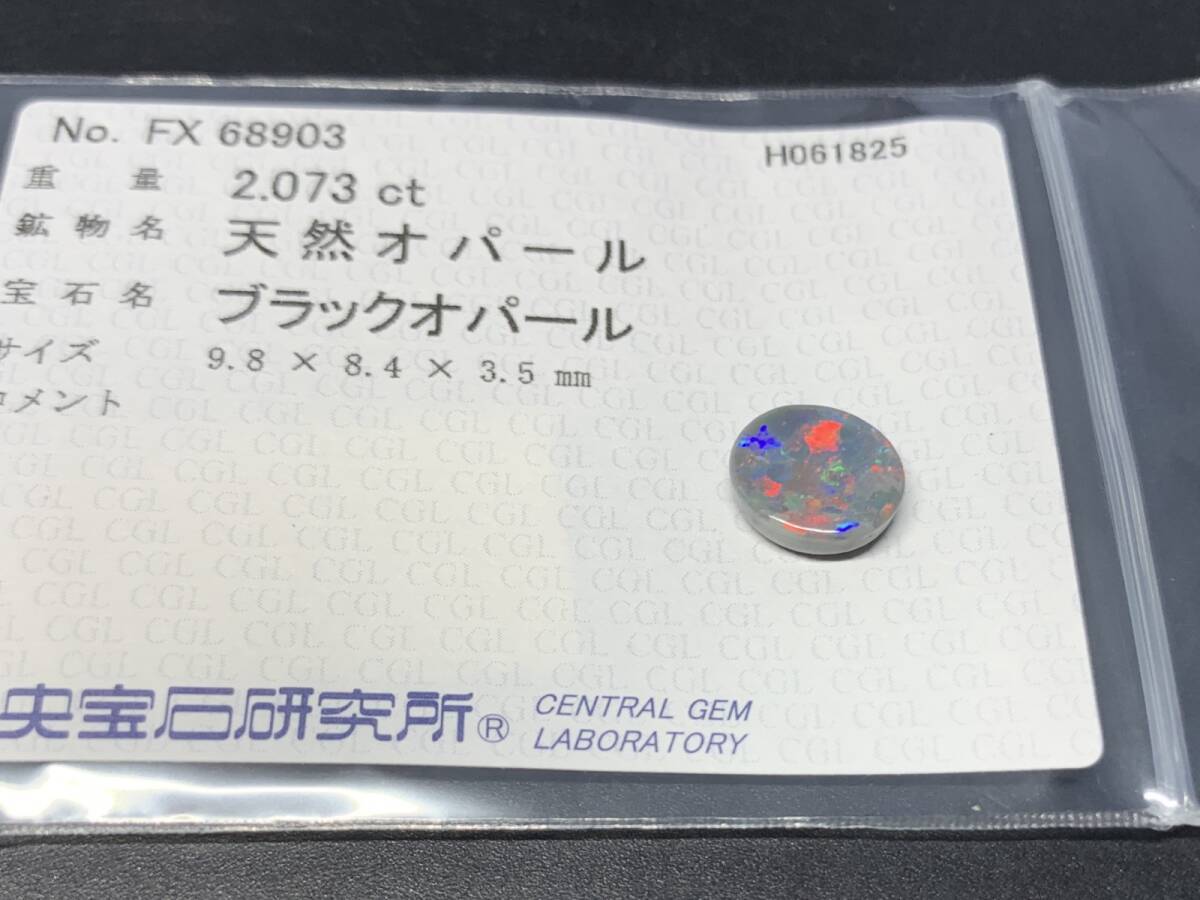 No. FX 68903
H061825
重 量 2.073 ct
鉱物名 天然オパール
宝石名 ブラックオパール
サイズ 9.8 × 8.4 × 3.5 mm
コメント
央宝石研究所® CENTRAL GEM
LABORATORY